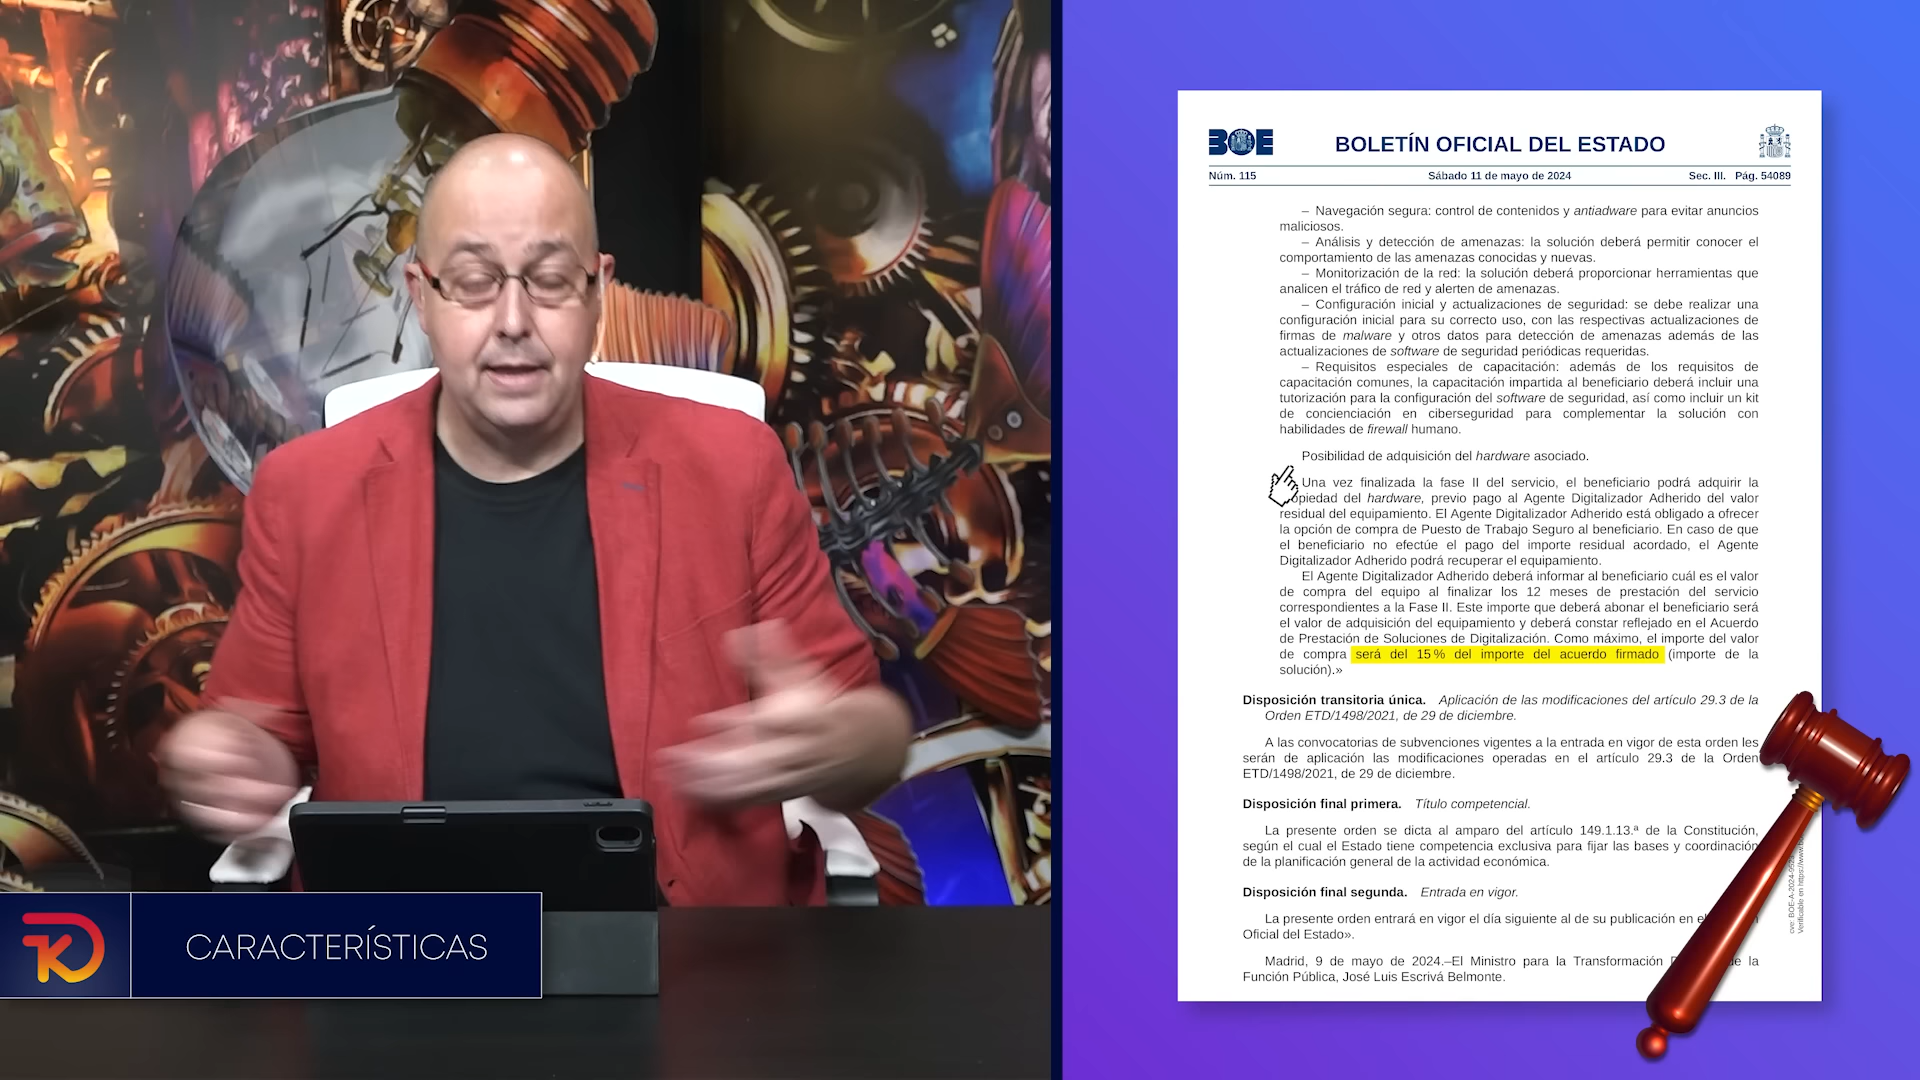 BOE
BOLETÍN OFICIAL DEL ESTADO
Núm. 115
Sábado 11 de mayo de 2024
Sec. III. Pág. 54089
– Navegación segura: control de contenidos y antiadware para evitar anuncios
maliciosos.
– Análisis y detección de amenazas: la solución deberá permitir conocer el
comportamiento de las amenazas conocidas y nuevas.
– Monitorización de la red: la solución deberá proporcionar herramientas que
analicen el tráfico de red y alerten de amenazas.
– Configuración inicial y actualizaciones de seguridad: se debe realizar una
configuración inicial para su correcto uso, con las respectivas actualizaciones de
firmas de malware y otros datos para detección de amenazas además de las
actualizaciones de software de seguridad periódicas requeridas.
– Requisitos especiales de capacitación: además de los requisitos de
capacitación comunes, la capacitación impartida al beneficiario deberá incluir una
tutorización para la configuración del software de seguridad, así como incluir un kit
de concienciación en ciberseguridad para complementar la solución con
habilidades de firewall humano.
Posibilidad de adquisición del hardware asociado.
Una vez finalizada la fase II del servicio, el beneficiario podrá adquirir la
opiedad del hardware, previo pago al Agente Digitalizador Adherido del valor
residual del equipamiento. El Agente Digitalizador Adherido está obligado a ofrecer
la opción de compra de Puesto de Trabajo Seguro al beneficiario. En caso de que
el beneficiario no efectúe el pago del importe residual acordado, el Agente
Digitalizador Adherido podrá recuperar el equipamiento.
El Agente Digitalizador Adherido deberá informar al beneficiario cuál es el valor
de compra del equipo al finalizar los 12 meses de prestación del servicio
correspondientes a la Fase II. Este importe que deberá abonar el beneficiario será
el valor de adquisición del equipamiento y deberá constar reflejado en el Acuerdo
de Prestación de Soluciones de Digitalización. Como máximo, el importe del valor
de compra será del 15 % del importe del acuerdo firmado (importe de la
solución).»
Disposición transitoria única. Aplicación de las modificaciones del artículo 29.3 de la
Orden ETD/1498/2021, de 29 de diciembre.
A las convocatorias de subvenciones vigentes a la entrada en vigor de esta orden les
serán de aplicación las modificaciones operadas en el artículo 29.3 de la Orden
ETD/1498/2021, de 29 de diciembre.
Disposición final primera. Título competencial.
La presente orden se dicta al amparo del artículo 149.1.13.ª de la Constitución,
según el cual el Estado tiene competencia exclusiva para fijar las bases y coordinación
de la planificación general de la actividad económica.
Disposición final segunda. Entrada en vigor.
La presente orden entrará en vigor el día siguiente al de su publicación en el
Oficial del Estado».
Madrid, 9 de mayo de 2024.–El Ministro para la Transformación de la
Función Pública, José Luis Escrivá Belmonte.
CARACTERÍSTICAS